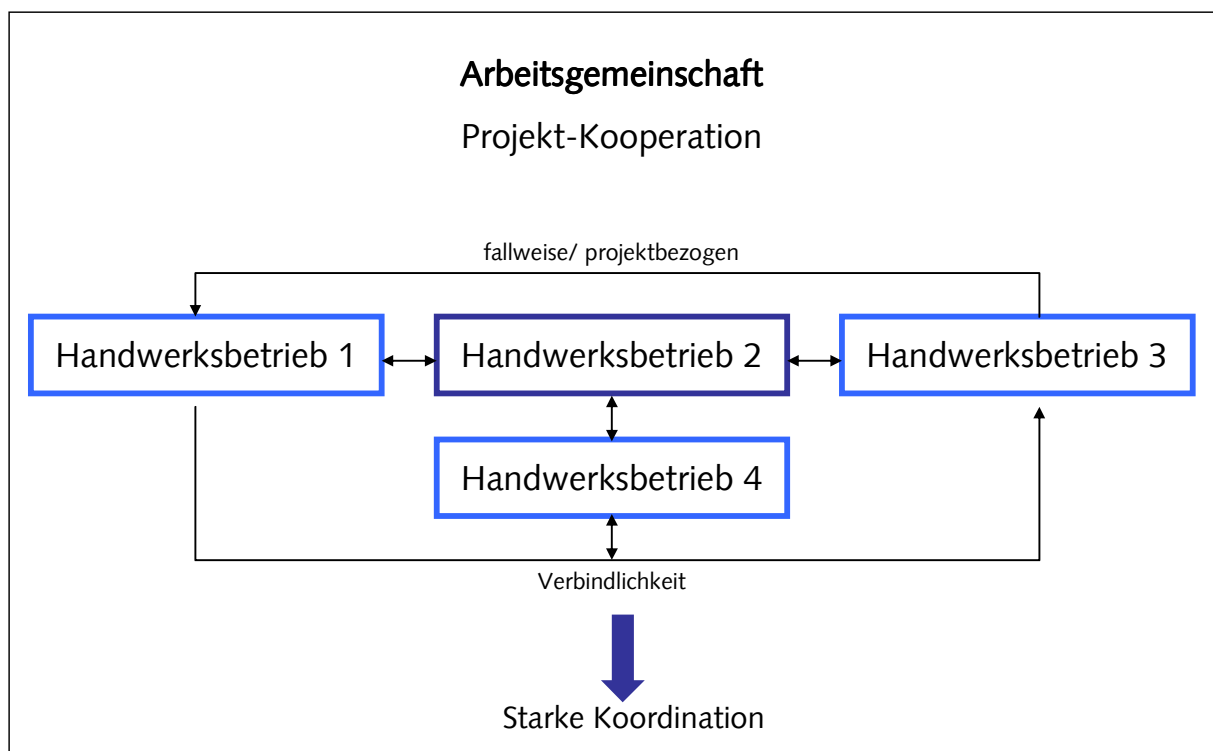 Arbeitsgemeinschaft
Projekt-Kooperation
fallweise/ projektbezogen
Handwerksbetrieb 1
Handwerksbetrieb 2
Handwerksbetrieb 3
Handwerksbetrieb 4
Verbindlichkeit
Starke Koordination